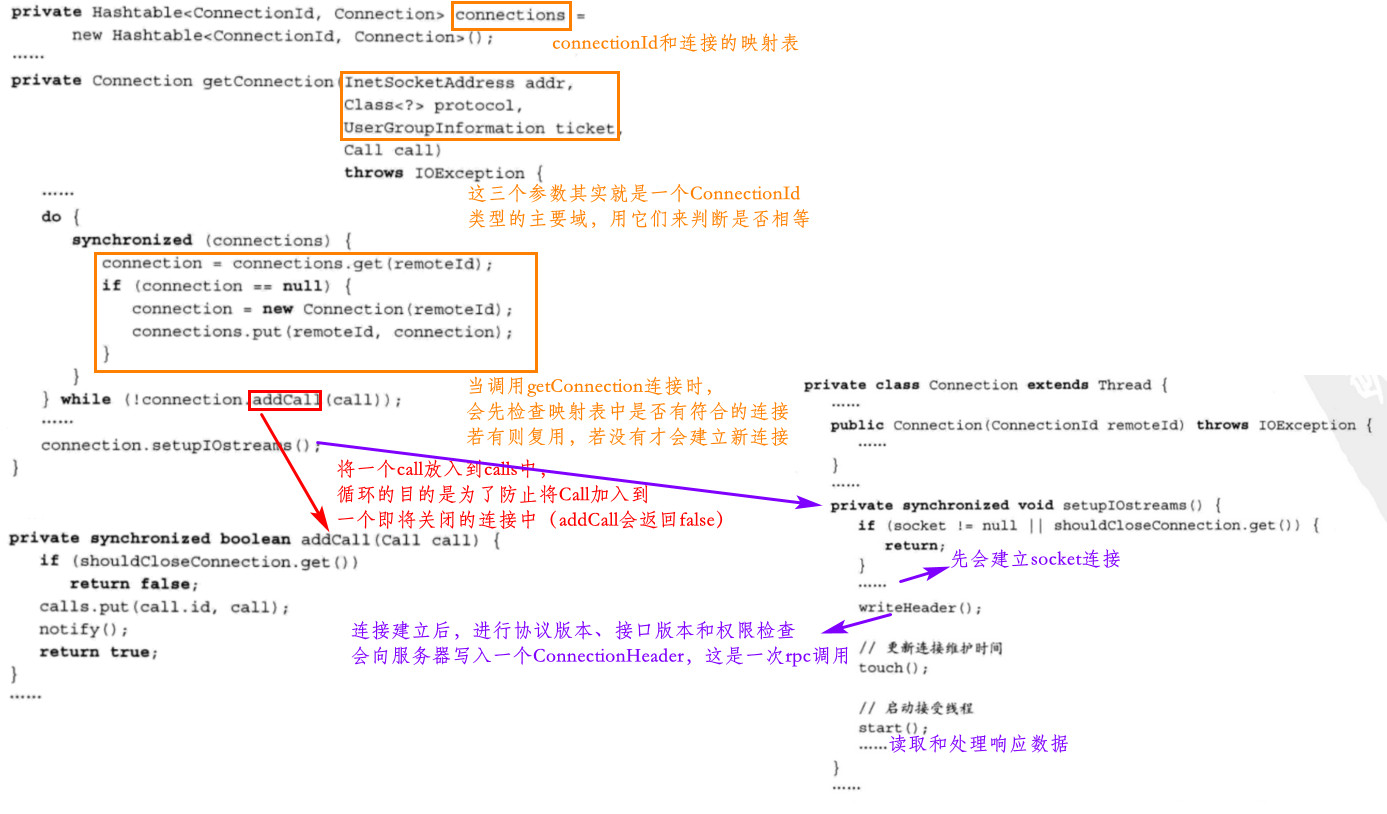 private Hashtable<ConnectionId, Connection> connections =
new Hashtable<ConnectionId, Connection>();
connectionId和连接的映射表
......
private Connection getConnection(InetSocketAddress addr,
Class<?> protocol,
UserGroupInformation ticket,
Call call)
throws IOException {
这三个参数其实就是一个ConnectionId
类型的主要域，用它们来判断是否相等
......
do {
synchronized (connections) {
connection = connections.get(remoteId);
if (connection == null) {
connection = new Connection(remoteId);
connections.put(remoteId, connection);
}
}
} while (!connection.addCall(call));
......
connection.setupIOstreams();
}
当调用getConnection连接时，
会先检查映射表中是否有符合的连接
若有则复用，若没有才会建立新连接
将一个call放入到calls中，
循环的目的是为了防止将Call加入到
一个即将关闭的连接中（addCall会返回false）
private synchronized boolean addCall(Call call) {
if (shouldCloseConnection.get())
return false;
calls.put(call.id, call);
notify();
return true;
}
......
private class Connection extends Thread {
......
public Connection(ConnectionId remoteId) throws IOException {
......
}
......
private synchronized void setupIOstreams() {
if (socket != null || shouldCloseConnection.get()) {
return;
}
先会建立socket连接
......
writeHeader();
连接建立后，进行协议版本、接口版本和权限检查
会向服务器写入一个ConnectionHeader，这是一次rpc调用
// 更新连接维护时间
touch();
// 启动接受线程
start();
......读取和处理响应数据
}
......